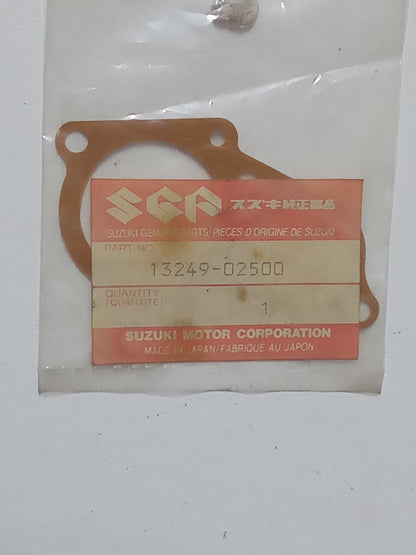 SGP スズキ純正部品
SUZUKI GENUINE PARTS/PIECES D'ORIGINE DE SUZUKI
PART NO.
13249-02500
QUANTITY
(QUANTITE) 1
SUZUKI MOTOR CORPORATION
MADE IN JAPAN/FABRIQUE AU JAPON